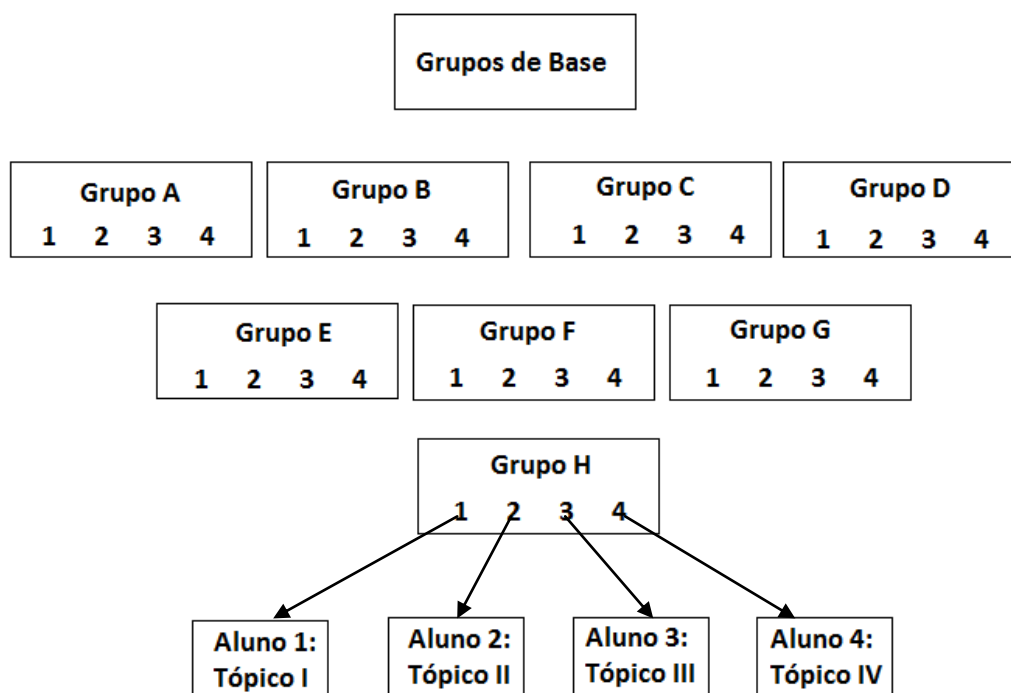 Grupos de Base
Grupo A
1 2 3 4
Grupo B
1 2 3 4
Grupo C
1 2 3 4
Grupo D
1 2 3 4
Grupo E
1 2 3 4
Grupo F
1 2 3 4
Grupo G
1 2 3 4
Grupo H
1 2 3 4
Aluno 1:
Tópico I
Aluno 2:
Tópico II
Aluno 3:
Tópico III
Aluno 4:
Tópico IV